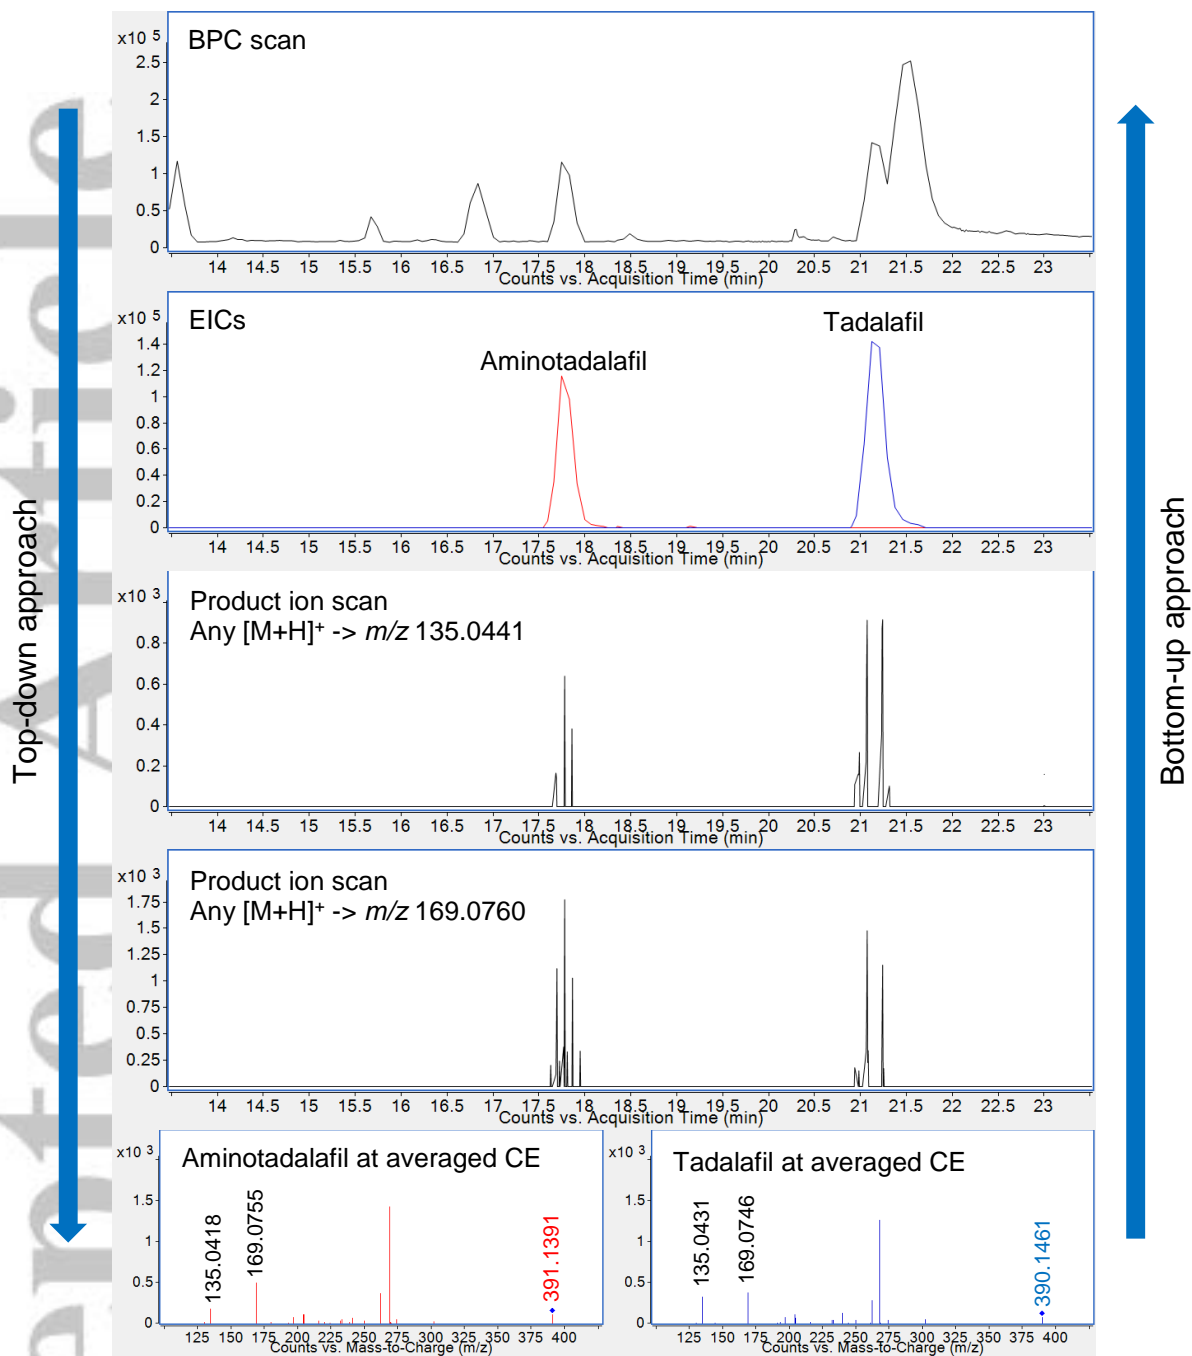 x10 5
BPC scan
2.5
2
1.5
1
0.5
0
14 14.5 15 15.5 16 16.5 17 17.5 18 18.5 19 19.5 20 20.5 21 21.5 22 22.5 23
Counts vs. Acquisition Time (min)
x10 5
EICs
Tadalafil
Aminotadalafil
1.4
1.2
1
0.8
0.6
0.4
0.2
0
14 14.5 15 15.5 16 16.5 17 17.5 18 18.5 19 19.5 20 20.5 21 21.5 22 22.5 23
Counts vs. Acquisition Time (min)
Top-down approach
Bottom-up approach
x10 3
Product ion scan
Any [M+H]+ -> m/z 135.0441
0.8
0.6
0.4
0.2
0
14 14.5 15 15.5 16 16.5 17 17.5 18 18.5 19 19.5 20 20.5 21 21.5 22 22.5 23
Counts vs. Acquisition Time (min)
x10 3
Product ion scan
Any [M+H]+ -> m/z 169.0760
1.75
1.5
1.25
1
0.75
0.5
0.25
0
14 14.5 15 15.5 16 16.5 17 17.5 18 18.5 19 19.5 20 20.5 21 21.5 22 22.5 23
Counts vs. Acquisition Time (min)
x10 3
Aminotadalafil at averaged CE
1.5
1
0.5
0
135.0418
169.0755
391.1391
125 150 175 200 225 250 275 300 325 350 375 400
Counts vs. Mass-to-Charge (m/z)
x10 3
Tadalafil at averaged CE
1.5
1
0.5
0
135.0431
169.0746
390.1461
125 150 175 200 225 250 275 300 325 350 375 400
Counts vs. Mass-to-Charge (m/z)
Article